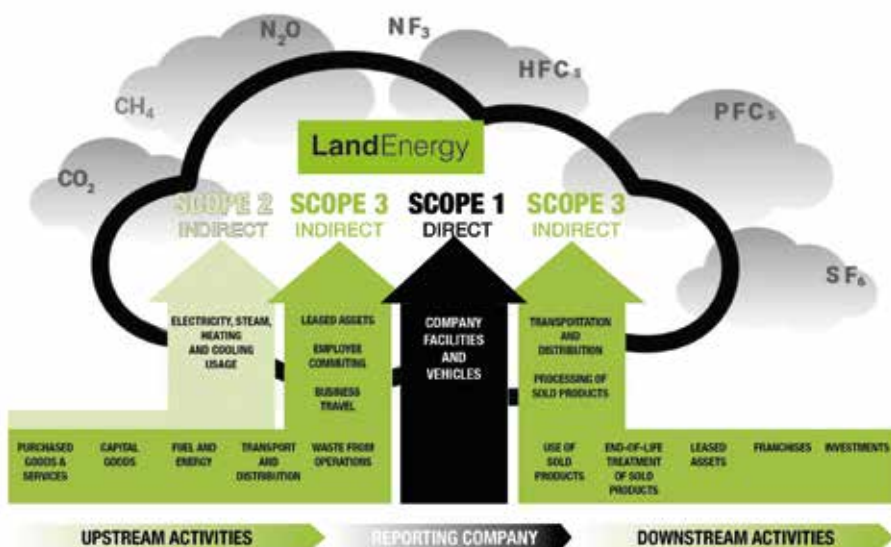 N₂O
NF₃
HFCs
CH₄
PFCs
CO₂
SF₆
LandEnergy
SCOPE 2
INDIRECT
SCOPE 3
INDIRECT
SCOPE 1
DIRECT
SCOPE 3
INDIRECT
ELECTRICITY, STEAM,
HEATING
AND COOLING
USAGE
LEASED ASSETS
EMPLOYEE
COMMUTING
BUSINESS
TRAVEL
COMPANY
FACILITIES
AND
VEHICLES
TRANSPORTATION
AND
DISTRIBUTION
PROCESSING OF
SOLD PRODUCTS
PURCHASED
GOODS &
SERVICES
CAPITAL
GOODS
FUEL AND
ENERGY
TRANSPORT
AND
DISTRIBUTION
WASTE FROM
OPERATIONS
USE OF
SOLD
PRODUCTS
END-OF-LIFE
TREATMENT
OF SOLD
PRODUCTS
LEASED
ASSETS
FRANCHISES
INVESTMENTS
UPSTREAM ACTIVITIES
REPORTING COMPANY
DOWNSTREAM ACTIVITIES